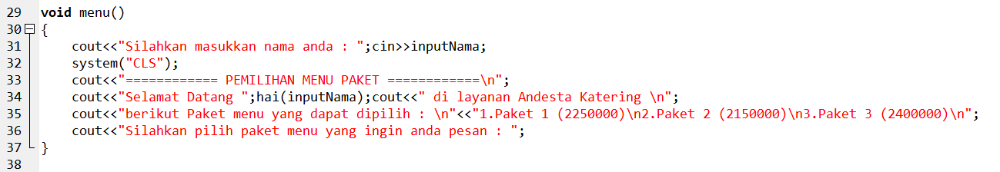 29 void menu()
30 {
31 cout<<"Silahkan masukkan nama anda : ";cin>>inputNama;
32 system("CLS");
33 cout<<"============ PEMILIHAN MENU PAKET ============\n";
34 cout<<"Selamat Datang ";hai(inputNama);cout<<" di layanan Andesta Katering \n";
35 cout<<"berikut Paket menu yang dapat dipilih : \n"<<"1.Paket 1 (2250000)\n2.Paket 2 (2150000)\n3.Paket 3 (2400000)\n";
36 cout<<"Silahkan pilih paket menu yang ingin anda pesan : ";
37 }
38